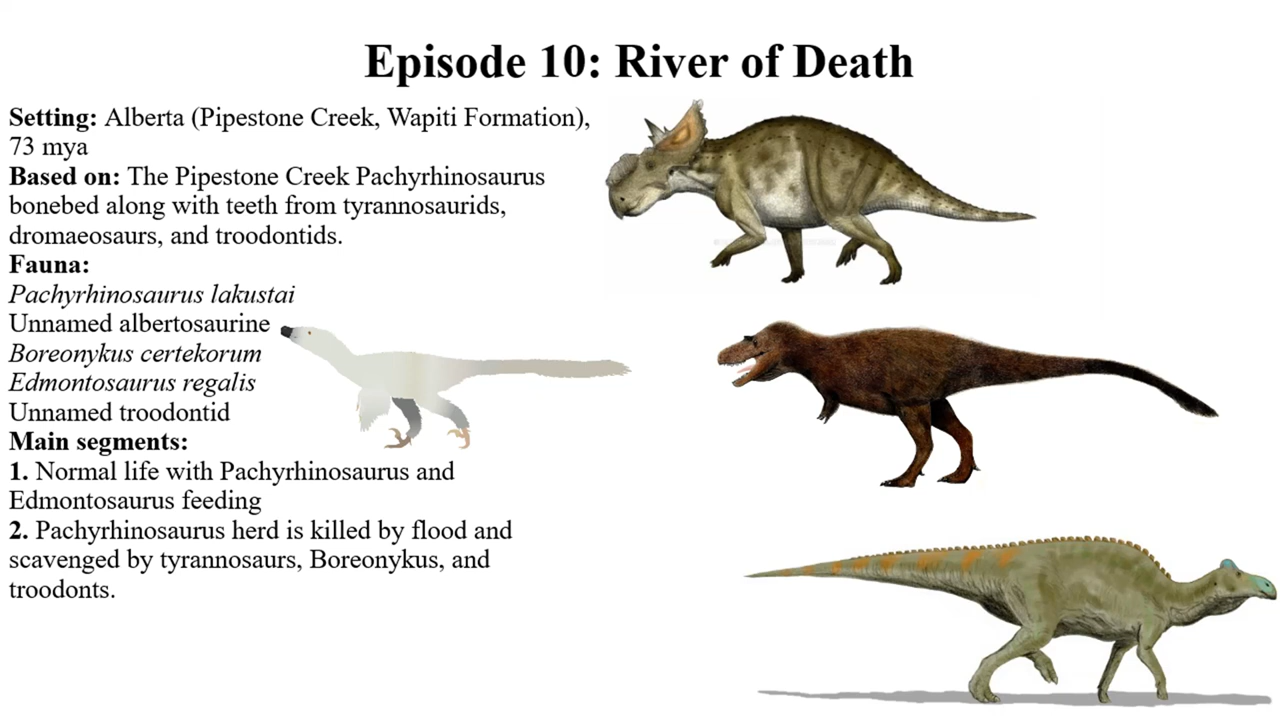 Episode 10: River of Death
Setting: Alberta (Pipestone Creek, Wapiti Formation),
73 mya
Based on: The Pipestone Creek Pachyrhinosaurus
bonebed along with teeth from tyrannosaurids,
dromaeosaurs, and troodontids.
Fauna:
Pachyrhinosaurus lakustai
Unnamed albertosaurine
Boreonykus certekorum
Edmontosaurus regalis
Unnamed troodontid
Main segments:
1. Normal life with Pachyrhinosaurus and
Edmontosaurus feeding
2. Pachyrhinosaurus herd is killed by flood and
scavenged by tyrannosaurs, Boreonykus, and
troodonts.